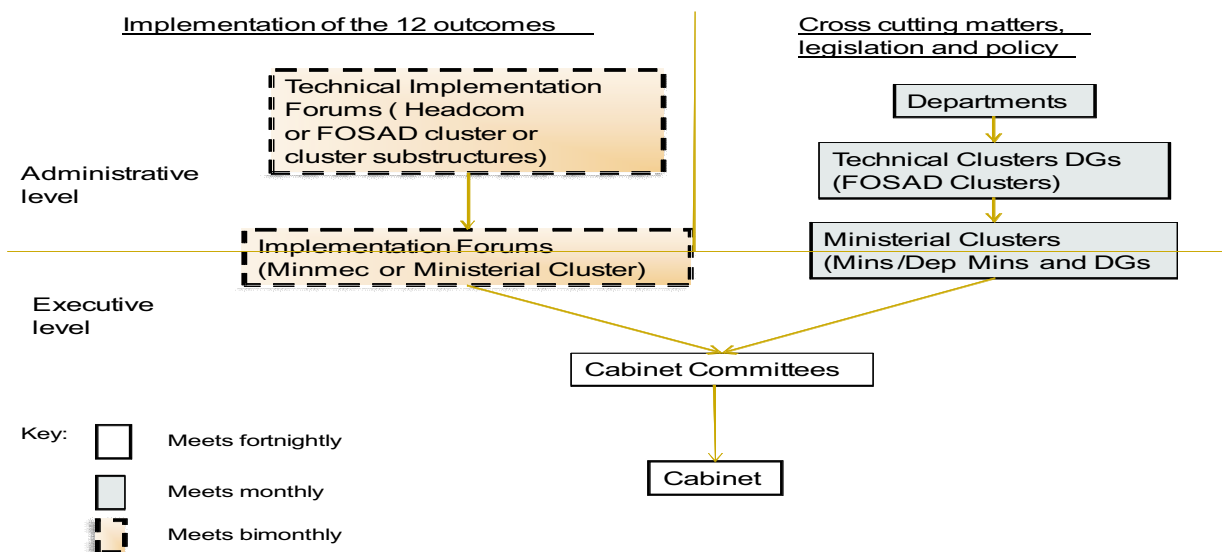 Implementation of the 12 outcomes
Cross cutting matters,
legislation and policy
Technical Implementation
Forums ( Headcom
or FOSAD cluster or
cluster substructures)
Departments
Administrative
level
Technical Clusters DGs
(FOSAD Clusters)
Implementation Forums
(Minmec or Ministerial Cluster)
Ministerial Clusters
(Mins/Dep Mins and DGs
Executive
level
Cabinet Committees
Cabinet
Key:
Meets fortnightly
Meets monthly
Meets bimonthly